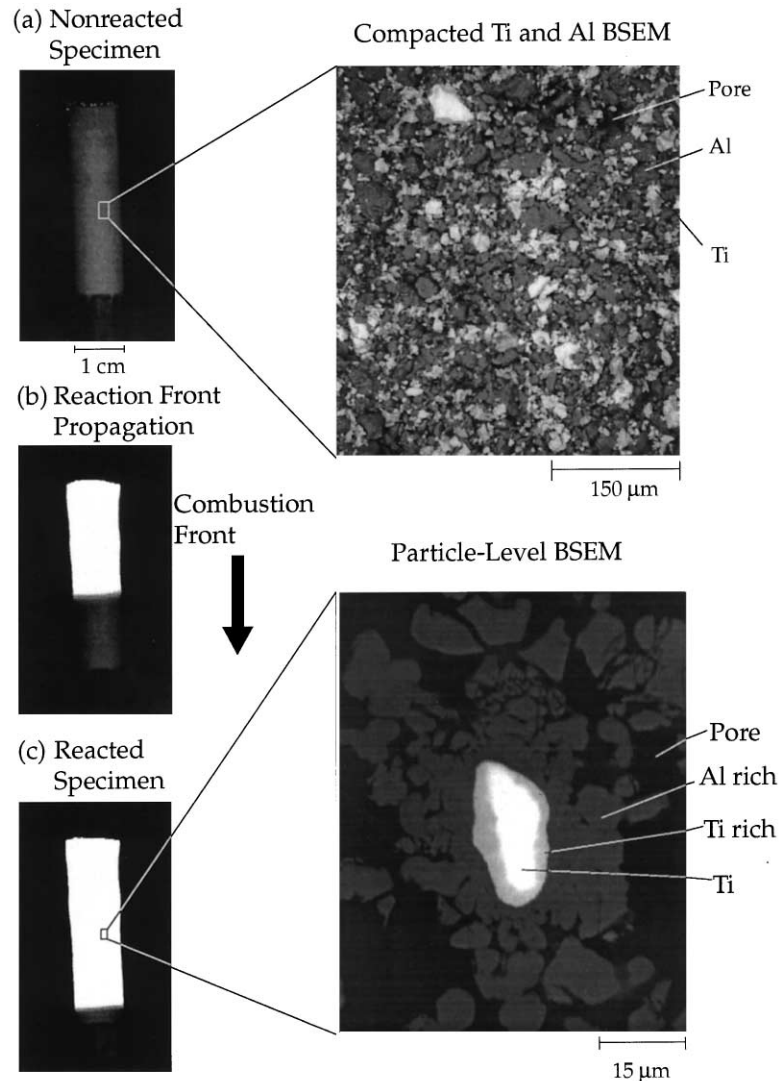 (a) Nonreacted
Specimen
Compacted Ti and Al BSEM
Pore
Al
Ti
1 cm
150 μm
(b) Reaction Front
Propagation
Combustion
Front
Particle-Level BSEM
(c) Reacted
Specimen
Pore
Al rich
Ti rich
Ti
15 μm